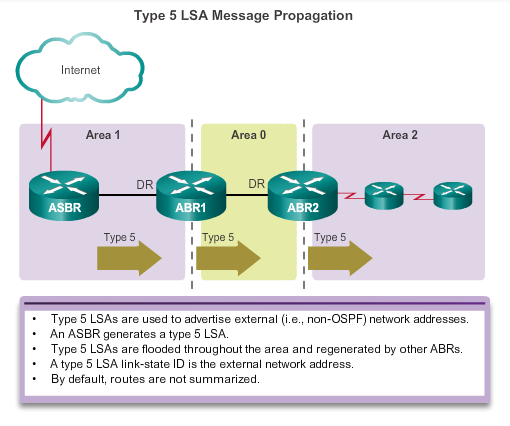 Type 5 LSA Message Propagation
Internet
Area 1
Area 0
Area 2
DR
DR
ASBR
ABR1
ABR2
Type 5
Type 5
Type 5
• Type 5 LSAs are used to advertise external (i.e., non-OSPF) network addresses.
• An ASBR generates a type 5 LSA.
• Type 5 LSAs are flooded throughout the area and regenerated by other ABRs.
• A type 5 LSA link-state ID is the external network address.
• By default, routes are not summarized.